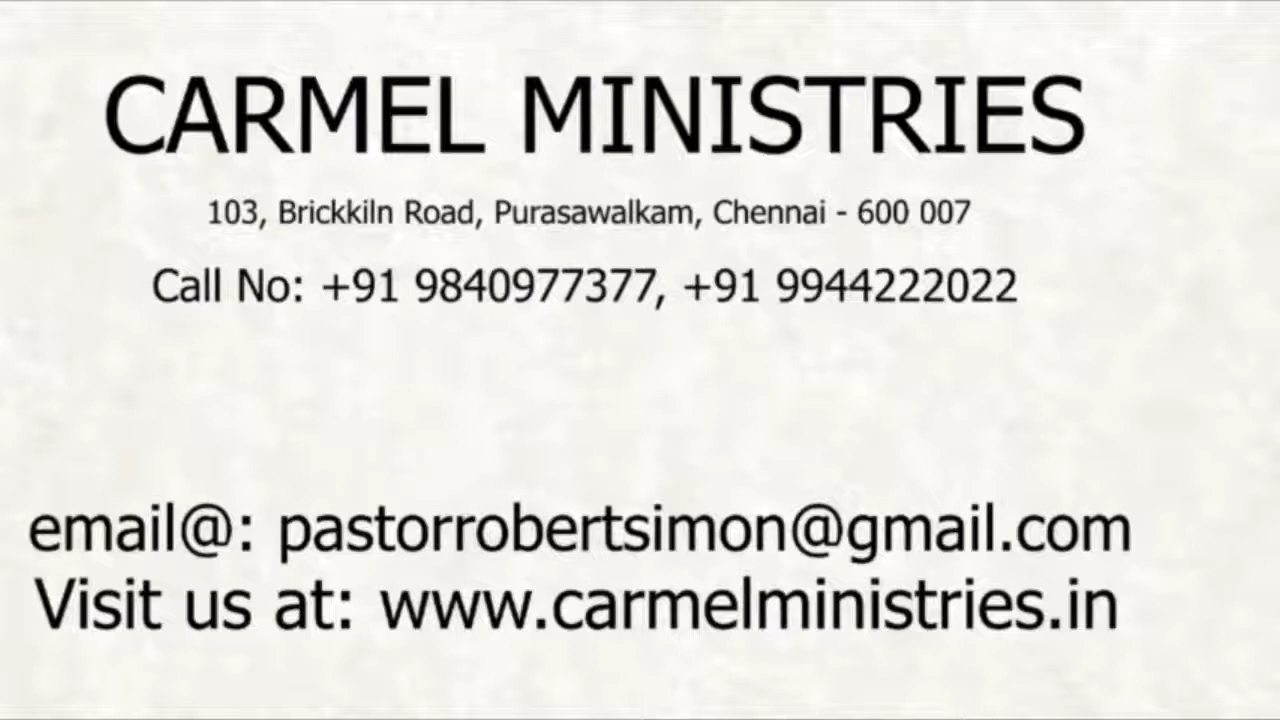 CARMEL MINISTRIES
103, Brickkiln Road, Purasawalkam, Chennai - 600 007
Call No: +91 9840977377, +91 9944222022
email@: pastorrobertsimon@gmail.com
Visit us at: www.carmelministries.in